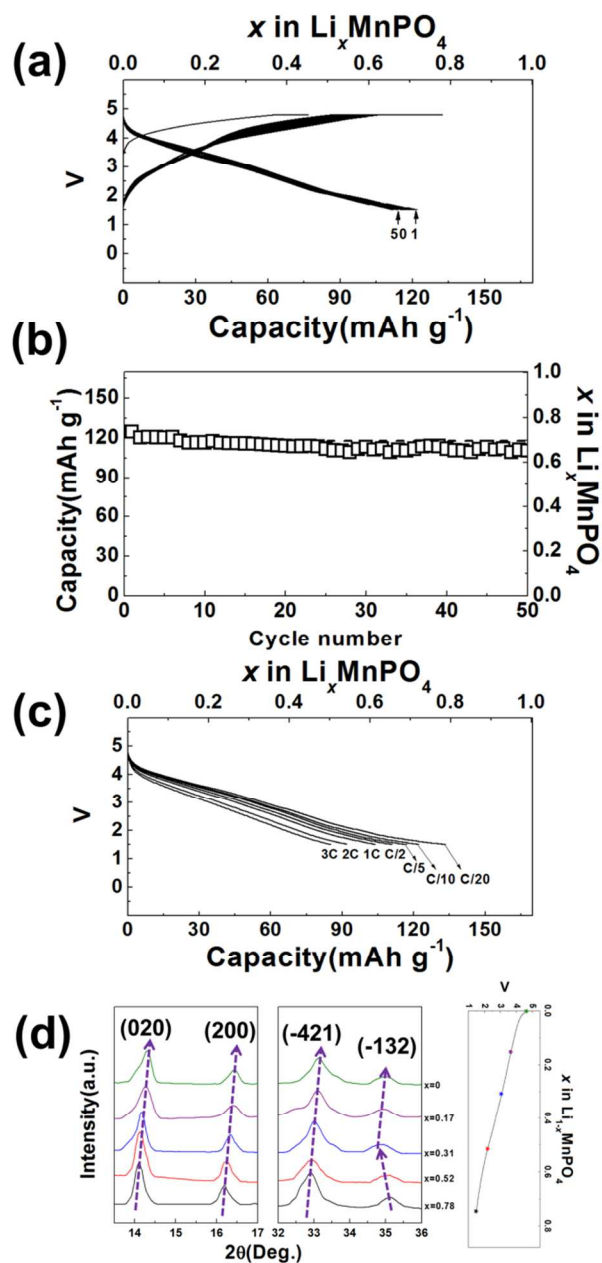 (a)
x in LixMnPO4
0.0 0.2 0.4 0.6 0.8 1.0
V
5
4
3
2
1
0
50 1
0 30 60 90 120 150
Capacity(mAh g-1)
(b)
Capacity(mAh g-1)
150
120
90
60
30
0
1.0
0.8
0.6
0.4
0.2
0.0
x in LixMnPO4
0 10 20 30 40 50
Cycle number
x in LixMnPO4
(c)
0.0 0.2 0.4 0.6 0.8 1.0
V
5
4
3
2
1
0
3C 2C 1C C/2
C/5
C/10 C/20
0 30 60 90 120 150
Capacity(mAh g-1)
(d)
Intensity(a.u.)
(020) (200) (-421) (-132)
x=0
x=0.17
x=0.31
x=0.52
x=0.78
14 15 16 17 32 33 34 35 36
2θ(Deg.)
V
1 2 3 4 5
0.0 0.2 0.4 0.6 0.8
x in Li1-xMnPO4